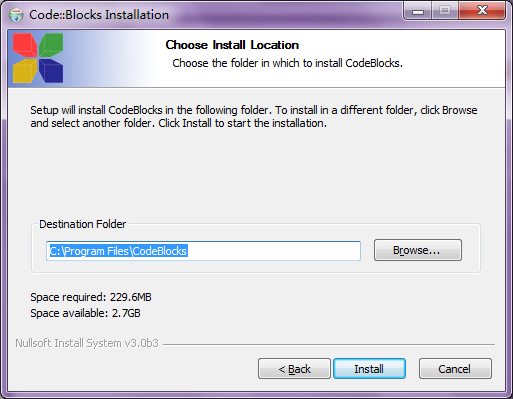 Code::Blocks Installation
Choose Install Location
Choose the folder in which to install CodeBlocks.
Setup will install CodeBlocks in the following folder. To install in a different folder, click Browse
and select another folder. Click Install to start the installation.
Destination Folder
C:\Program Files\CodeBlocks
Browse...
Space required: 229.6MB
Space available: 2.7GB
Nullsoft Install System v3.0b3
< Back
Install
Cancel